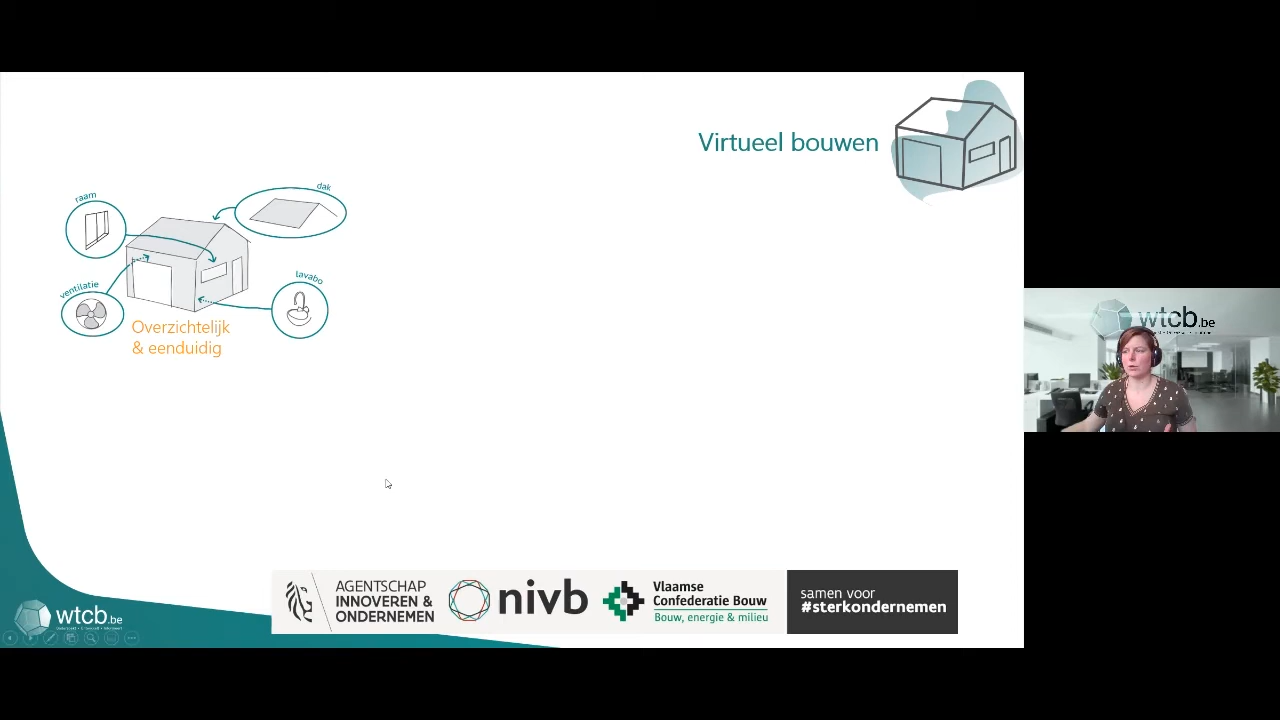 Virtueel bouwen
raam
dak
ventilatie
lavabo
Overzichtelijk
& eenduidig
wtcb.be
wtcb.be
AGENTSCHAP
INNOVEREN &
ONDERNEMEN
nivb
Vlaamse
Confederatie Bouw
Bouw, energie & milieu
samen voor
#sterkondernemen